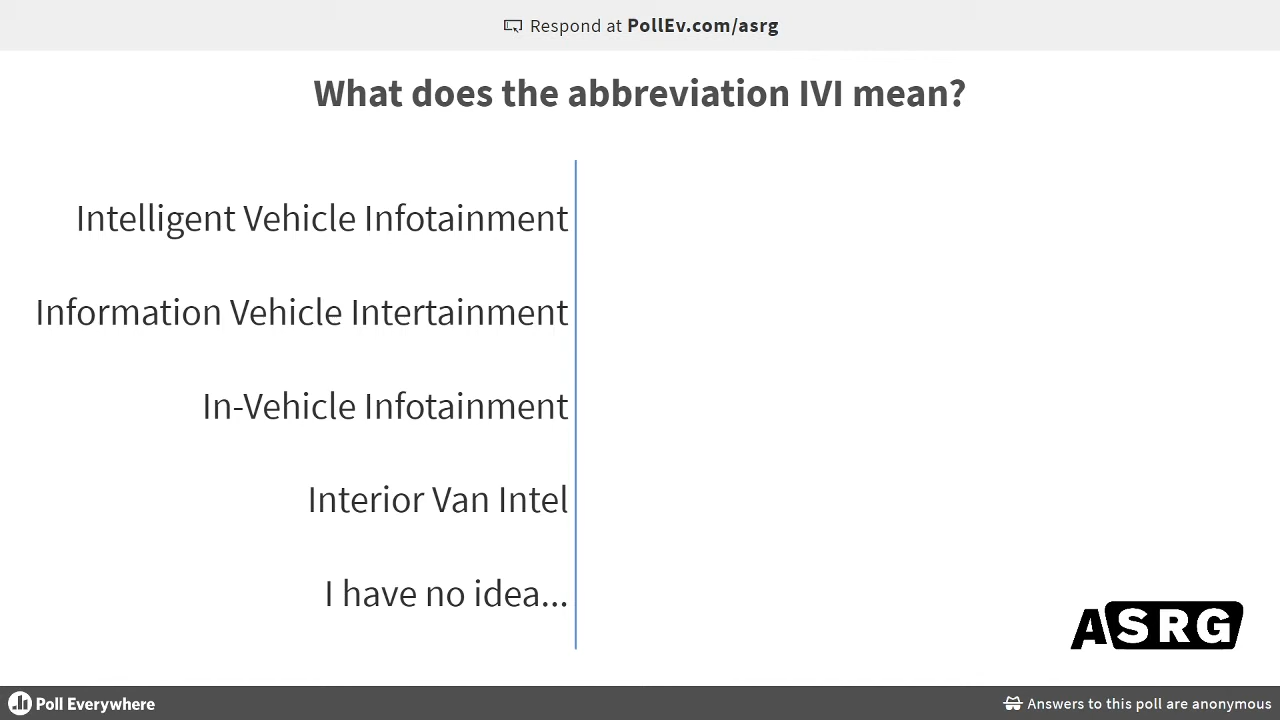 Respond at PollEv.com/asrg
What does the abbreviation IVI mean?
Intelligent Vehicle Infotainment
Information Vehicle Intertainment
In-Vehicle Infotainment
Interior Van Intel
I have no idea...
ASRG
Poll Everywhere
Answers to this poll are anonymous